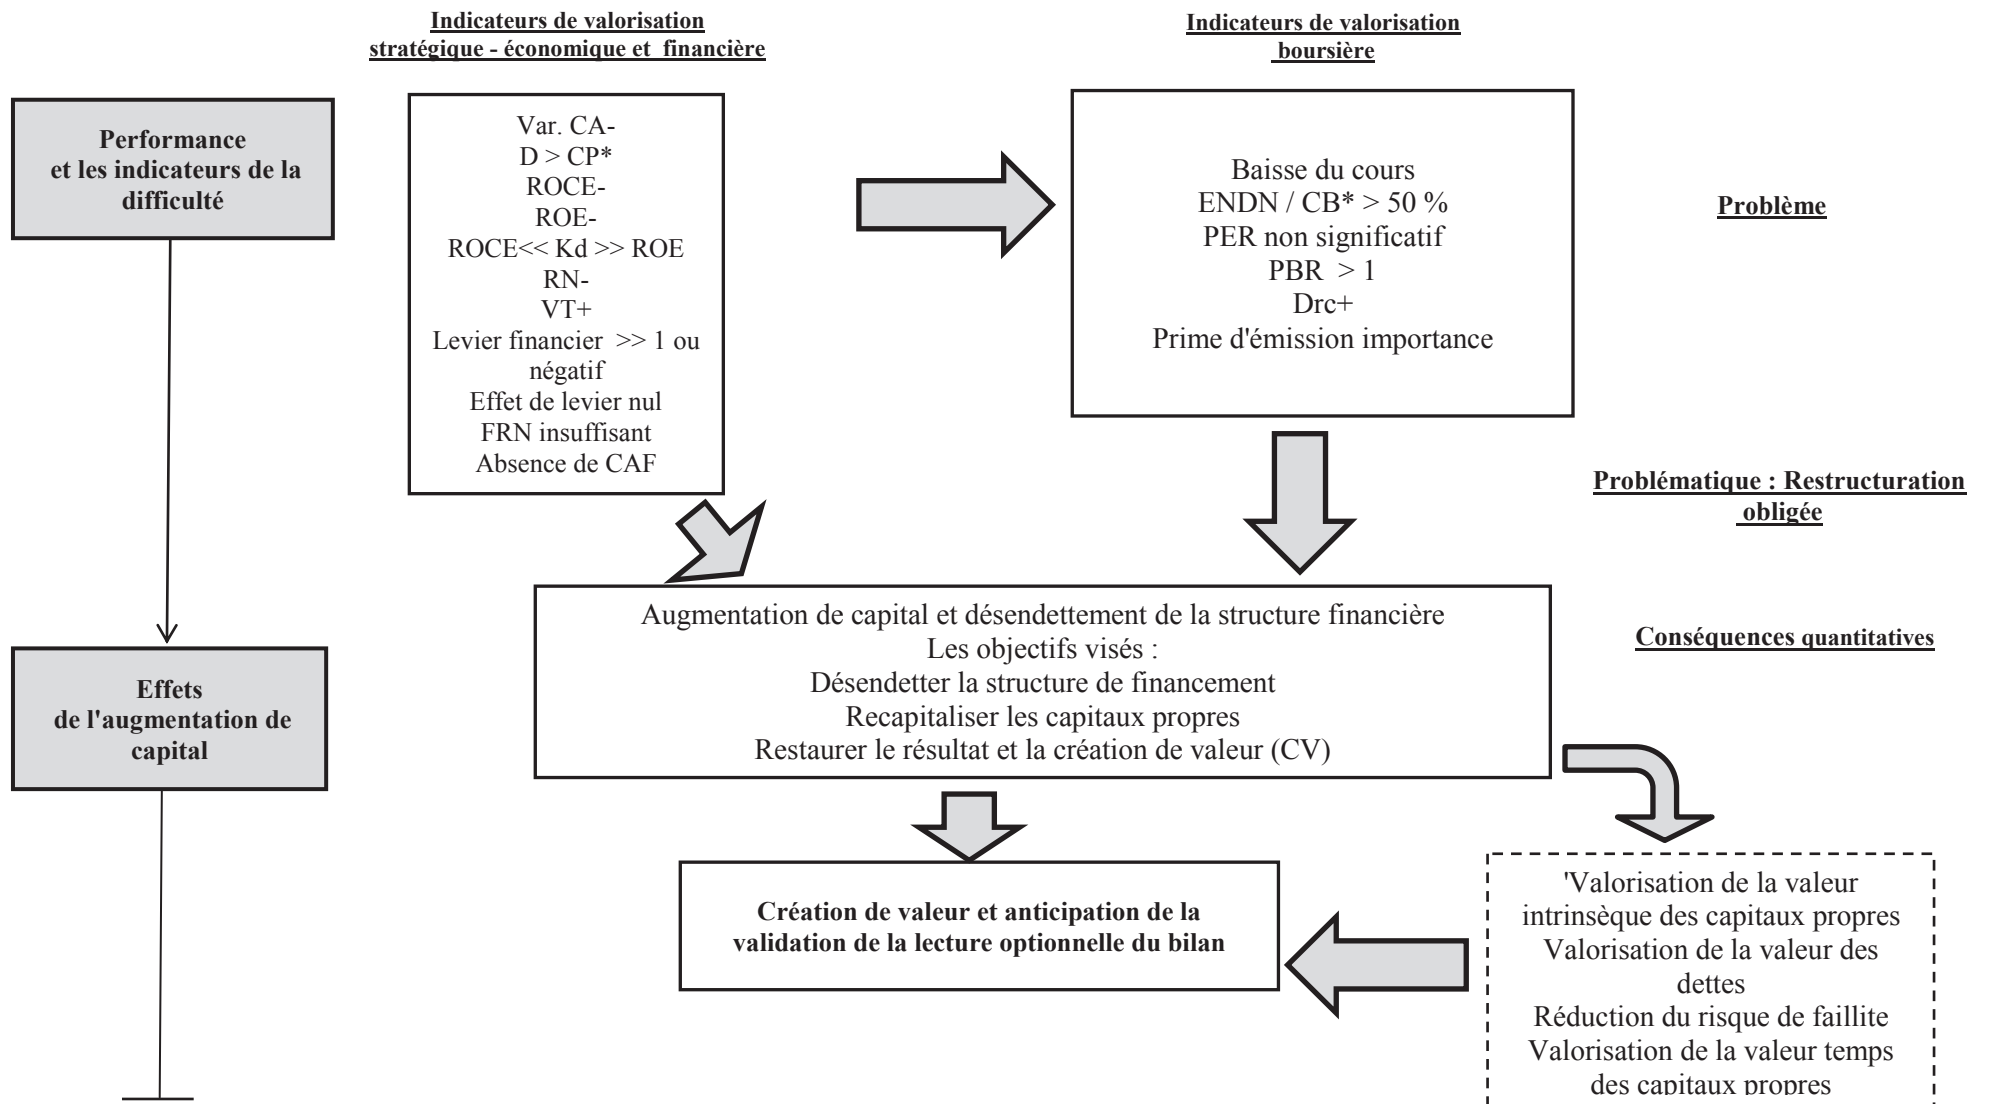 Indicateurs de valorisation
stratégique - économique et  financière
Indicateurs de valorisation
boursière
Performance
et les indicateurs de la
difficulté
Var. CA-
D > CP*
ROCE-
ROE-
ROCE<< Kd >> ROE
RN-
VT+
Levier financier  >> 1 ou
négatif
Effet de levier nul
FRN insuffisant
Absence de CAF
Baisse du cours
ENDN / CB* > 50 %
PER non significatif
PBR  > 1
Drc+
Prime d'émission importance
Problème
Problématique : Restructuration
obligée
Augmentation de capital et désendettement de la structure financière
Les objectifs visés :
Désendetter la structure de financement
Recapitaliser les capitaux propres
Restaurer le résultat et la création de valeur (CV)
Conséquences quantitatives
Effets
de l'augmentation de
capital
Création de valeur et anticipation de la
validation de la lecture optionnelle du bilan
'Valorisation de la valeur
intrinsèque des capitaux propres
Valorisation de la valeur des
dettes
Réduction du risque de faillite
Valorisation de la valeur temps
des capitaux propres